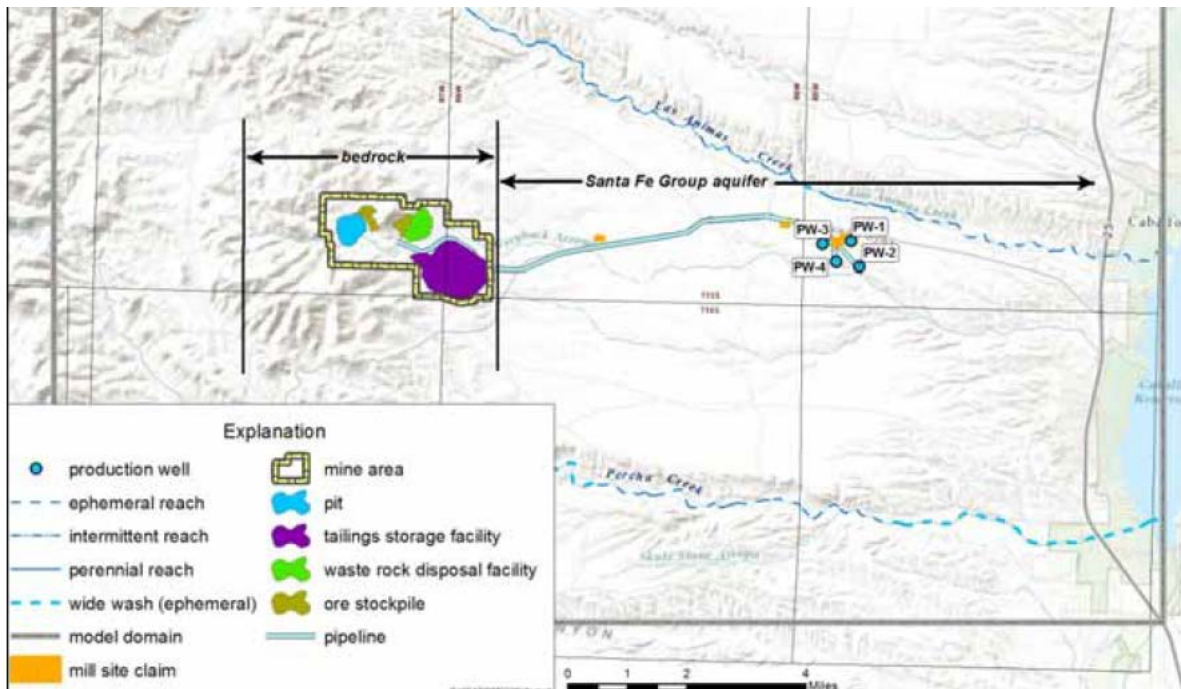 Las Animas
Creek
bedrock
Santa Fe Group aquifer
PW-3
PW-1
PW-2
PW-4
T15S
T16S
25
Percha Creek
Explanation
production well
mine area
ephemeral reach
pit
intermittent reach
tailings storage facility
perennial reach
waste rock disposal facility
wide wash (ephemeral)
ore stockpile
model domain
pipeline
mill site claim
0 1 2 4
Miles